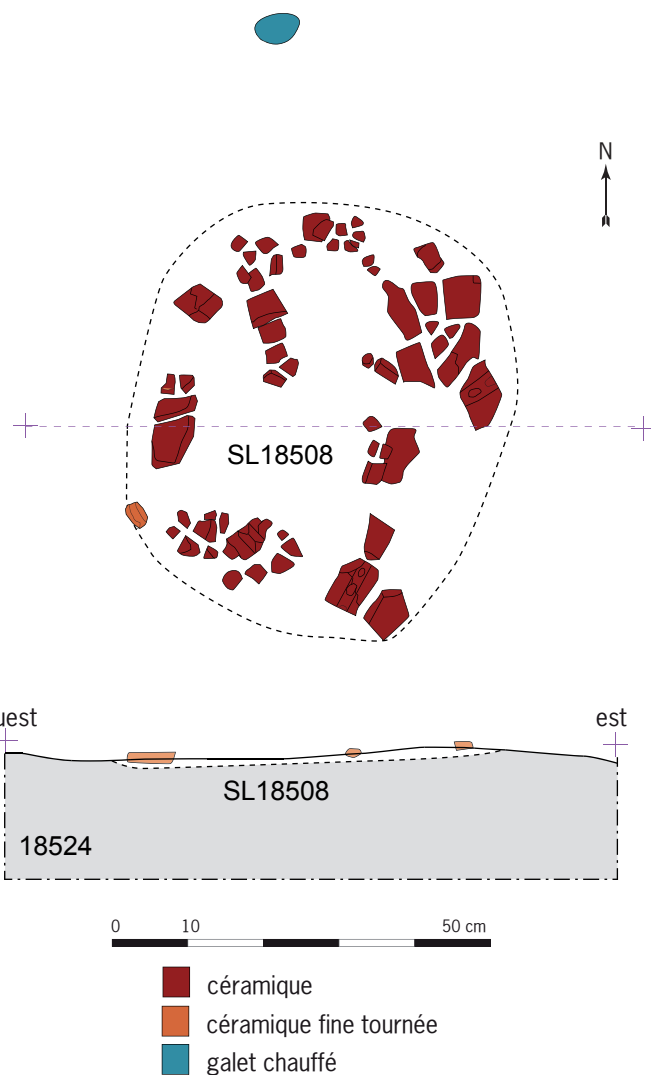 N
SL18508
uest
est
SL18508
18524
0 10 50 cm
céramique
céramique fine tournée
galet chauffé